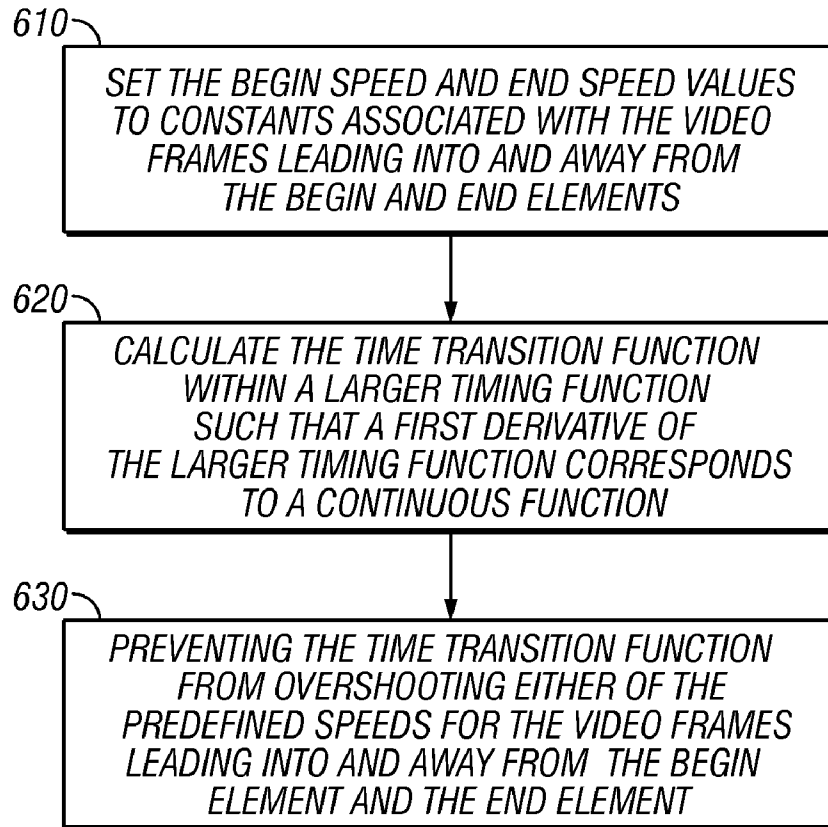 610
SET THE BEGIN SPEED AND END SPEED VALUES
TO CONSTANTS ASSOCIATED WITH THE VIDEO
FRAMES LEADING INTO AND AWAY FROM
THE BEGIN AND END ELEMENTS
620
CALCULATE THE TIME TRANSITION FUNCTION
WITHIN A LARGER TIMING FUNCTION
SUCH THAT A FIRST DERIVATIVE OF
THE LARGER TIMING FUNCTION CORRESPONDS
TO A CONTINUOUS FUNCTION
630
PREVENTING THE TIME TRANSITION FUNCTION
FROM OVERSHOOTING EITHER OF THE
PREDEFINED SPEEDS FOR THE VIDEO FRAMES
LEADING INTO AND AWAY FROM THE BEGIN
ELEMENT AND THE END ELEMENT